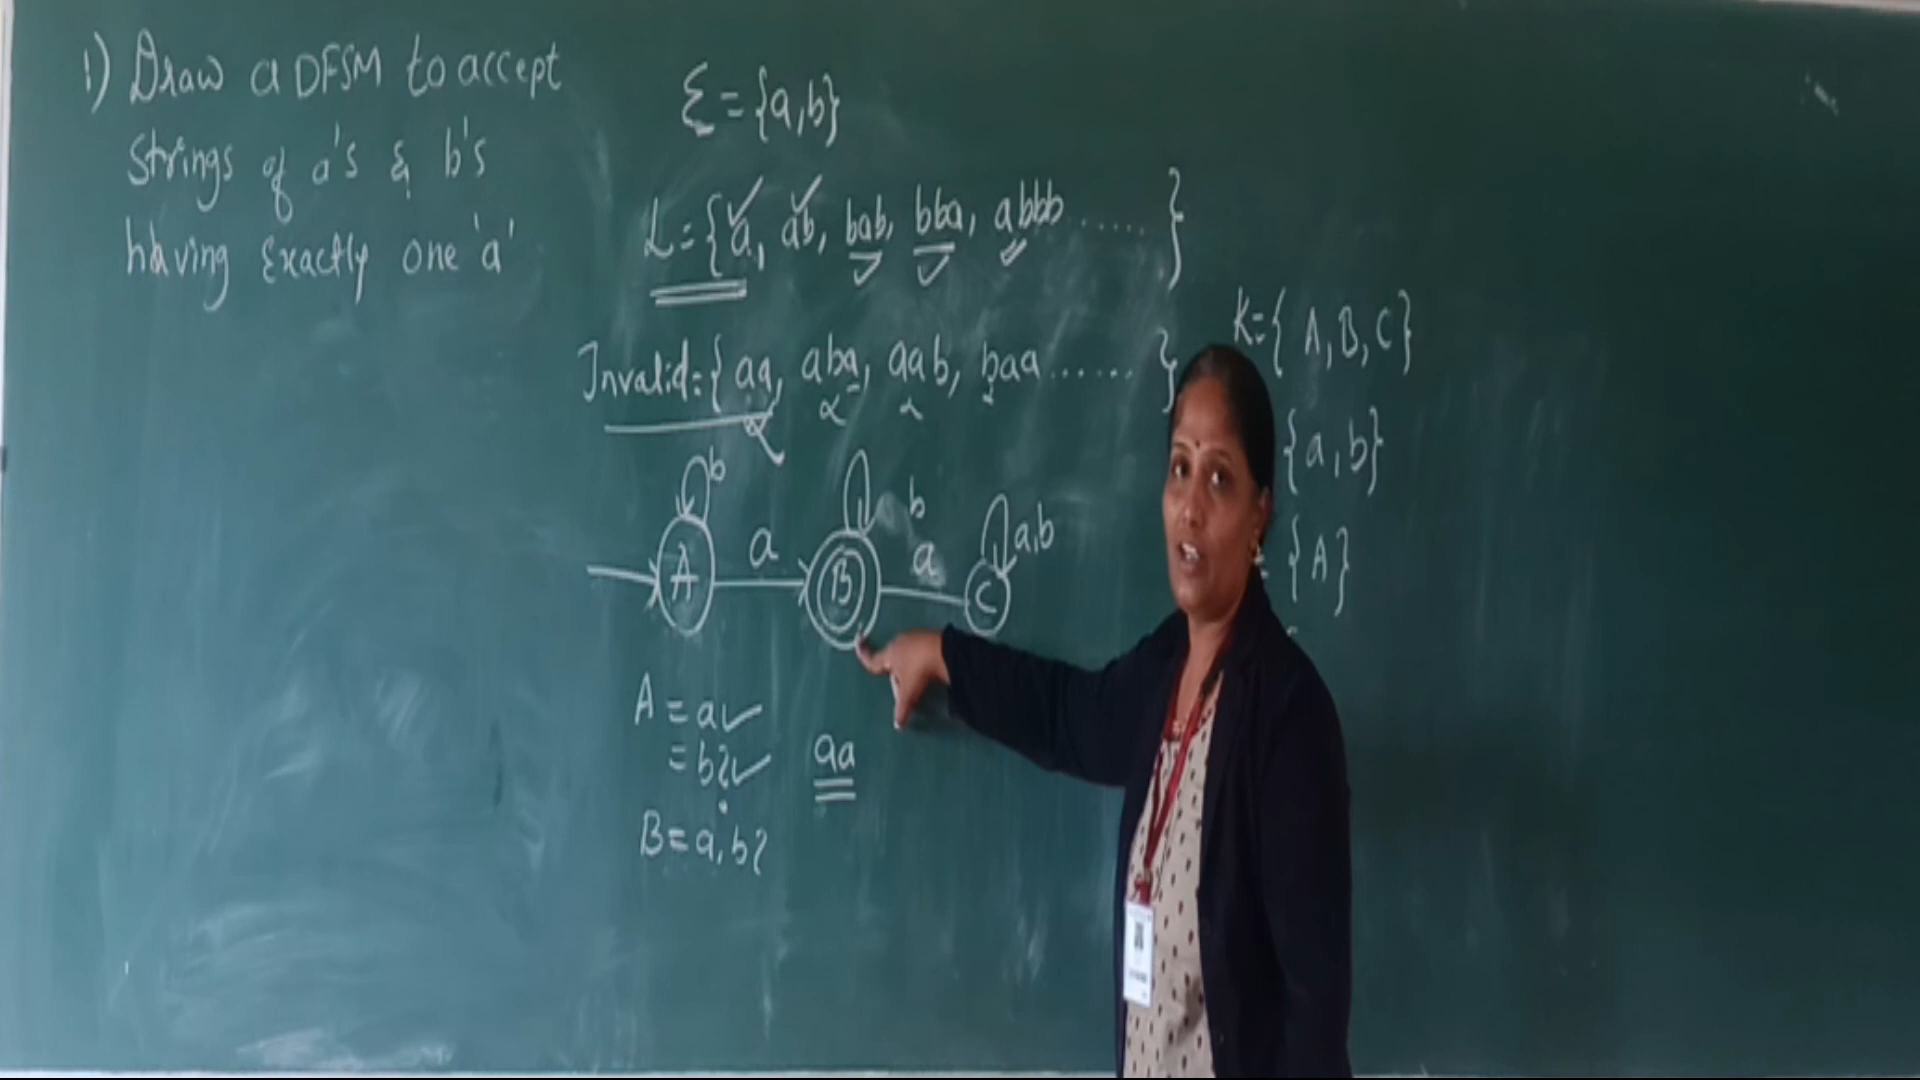 1) Draw a DFSM to accept
strings of a's & b's
having Exactly one 'a'
Σ = {a,b}
L = {a, ab, bab, bba, abbb ...... }
Invalid = { aa, aba, aab, baa ...... }
K = { A, B, C }
{a, b}
= {A}
b
b
a,b
a
a
A
B
C
A = a
= b?
aa
B = a, b?